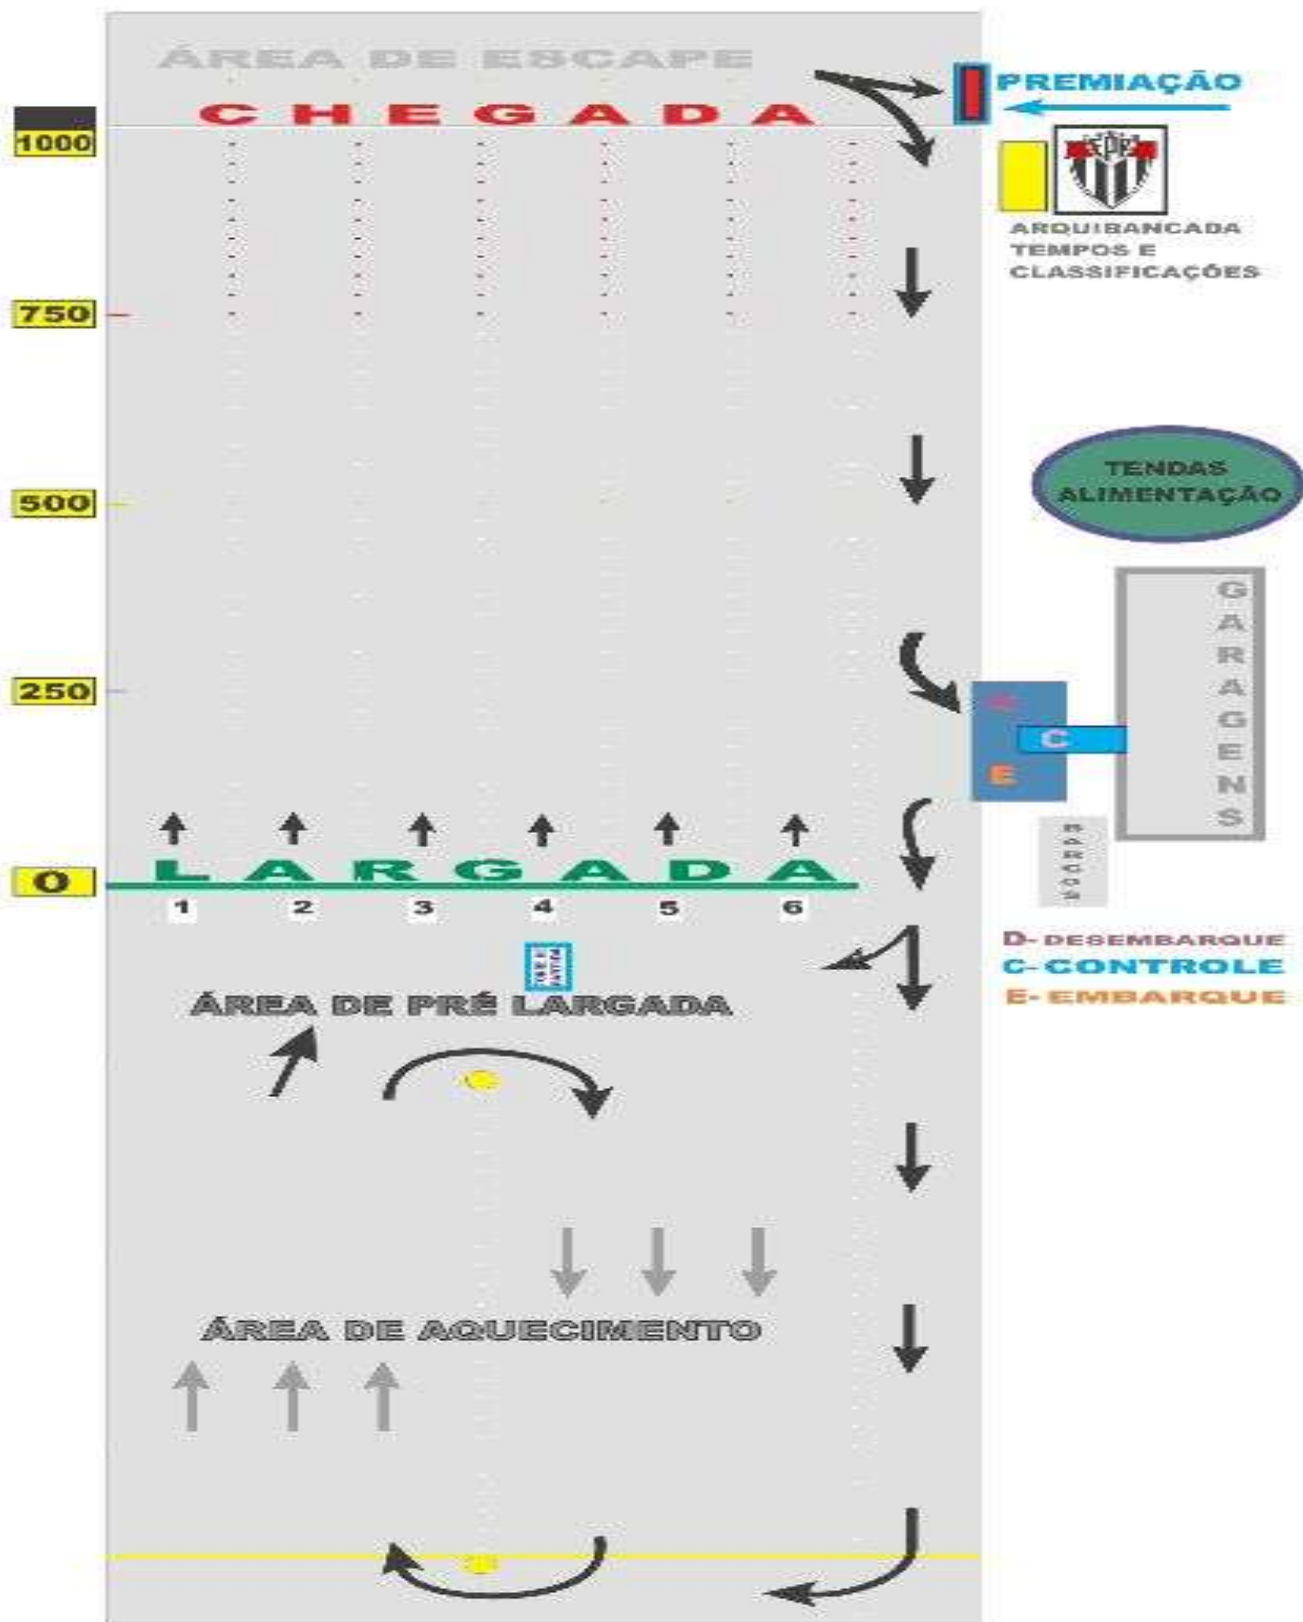 ÁREA DE ESCAPE
CHEGADA
PREMIAÇÃO
1000
ARQUIBANCADA
TEMPOS E
CLASSIFICAÇÕES
750
TENDAS
ALIMENTAÇÃO
500
GARAGENS
250
C
E
BARCOS
LARGADA
0
1 2 3 4 5 6
D- DESEMBARQUE
C- CONTROLE
E- EMBARQUE
ÁREA DE PRÉ LARGADA
ÁREA DE AQUECIMENTO